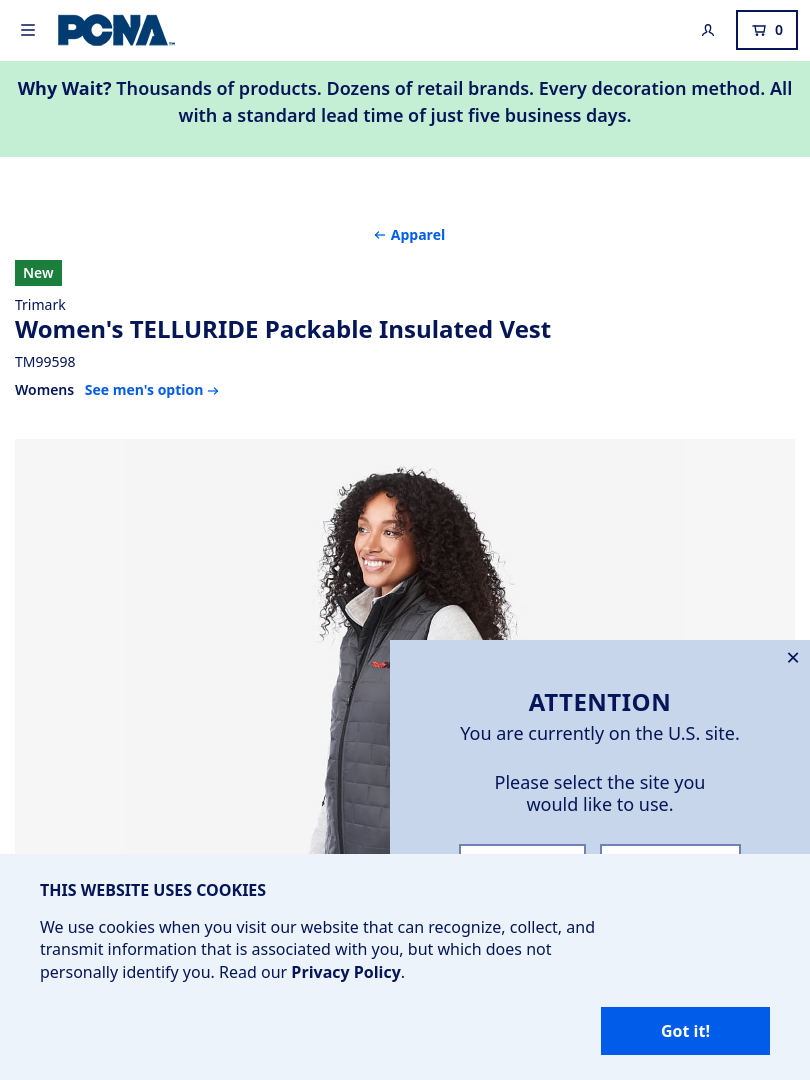 PCNA
0
Why Wait? Thousands of products. Dozens of retail brands. Every decoration method. All
with a standard lead time of just five business days.
← Apparel
New
Trimark
Women's TELLURIDE Packable Insulated Vest
TM99598
Womens See men's option →
ATTENTION
You are currently on the U.S. site.
Please select the site you
would like to use.
THIS WEBSITE USES COOKIES
We use cookies when you visit our website that can recognize, collect, and
transmit information that is associated with you, but which does not
personally identify you. Read our Privacy Policy.
Got it!